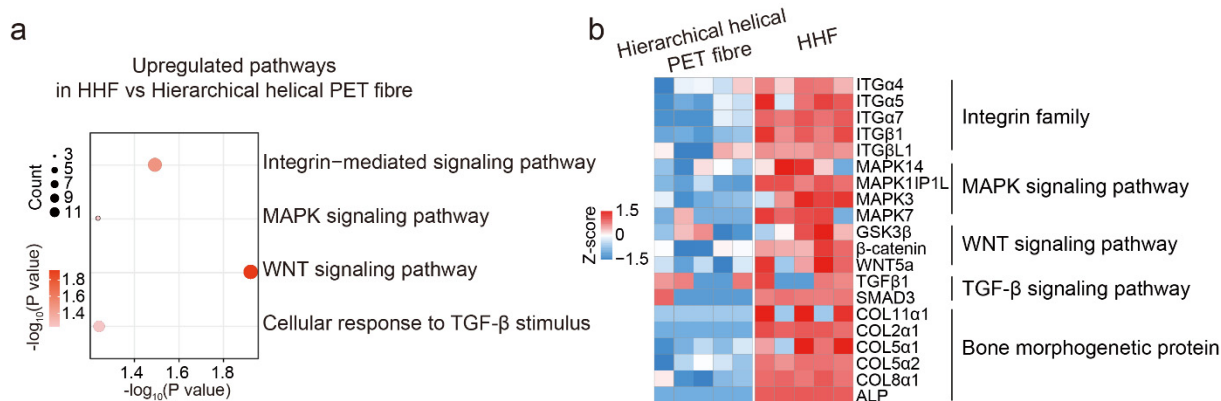 a
Upregulated pathways
in HHF vs Hierarchical helical PET fibre
Count
3
5
7
9
11
-log10(P value)
1.8
1.6
1.4
Integrin−mediated signaling pathway
MAPK signaling pathway
WNT signaling pathway
Cellular response to TGF-β stimulus
1.4 1.6 1.8
-log10(P value)
b
Hierarchical helical
PET fibre
HHF
Z-score
1.5
−1.5
ITGα4
ITGα5
ITGα7
ITGβ1
ITGβL1
MAPK14
MAPK1IP1L
MAPK3
MAPK7
GSK3β
β-catenin
WNT5a
TGFβ1
SMAD3
COL11α1
COL2α1
COL5α1
COL5α2
COL8α1
ALP
Integrin family
MAPK signaling pathway
WNT signaling pathway
TGF-β signaling pathway
Bone morphogenetic protein